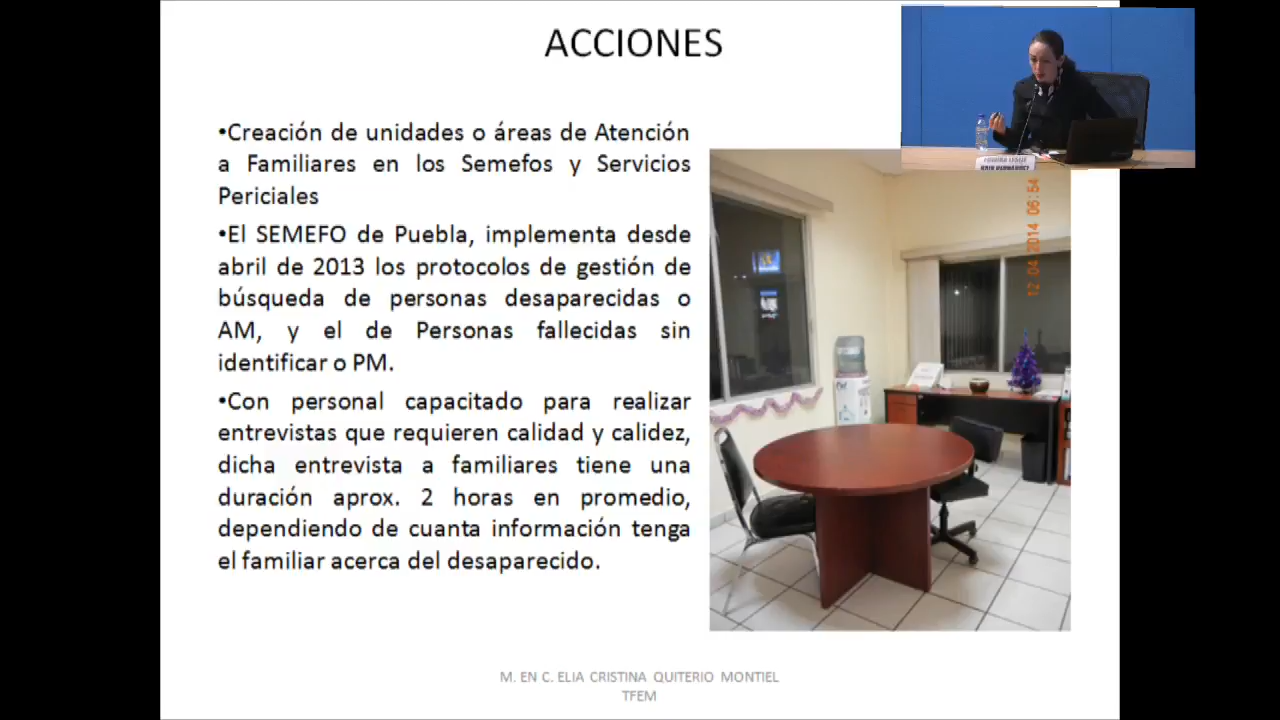 ACCIONES
•Creación de unidades o áreas de Atención
a Familiares en los Semefos y Servicios
Periciales
•El SEMEFO de Puebla, implementa desde
abril de 2013 los protocolos de gestión de
búsqueda de personas desaparecidas o
AM, y el de Personas fallecidas sin
identificar o PM.
•Con personal capacitado para realizar
entrevistas que requieren calidad y calidez,
dicha entrevista a familiares tiene una
duración aprox. 2 horas en promedio,
dependiendo de cuanta información tenga
el familiar acerca del desaparecido.
12.04.2014 06:54
M. EN C. ELIA CRISTINA QUITERIO MONTIEL
TFEM